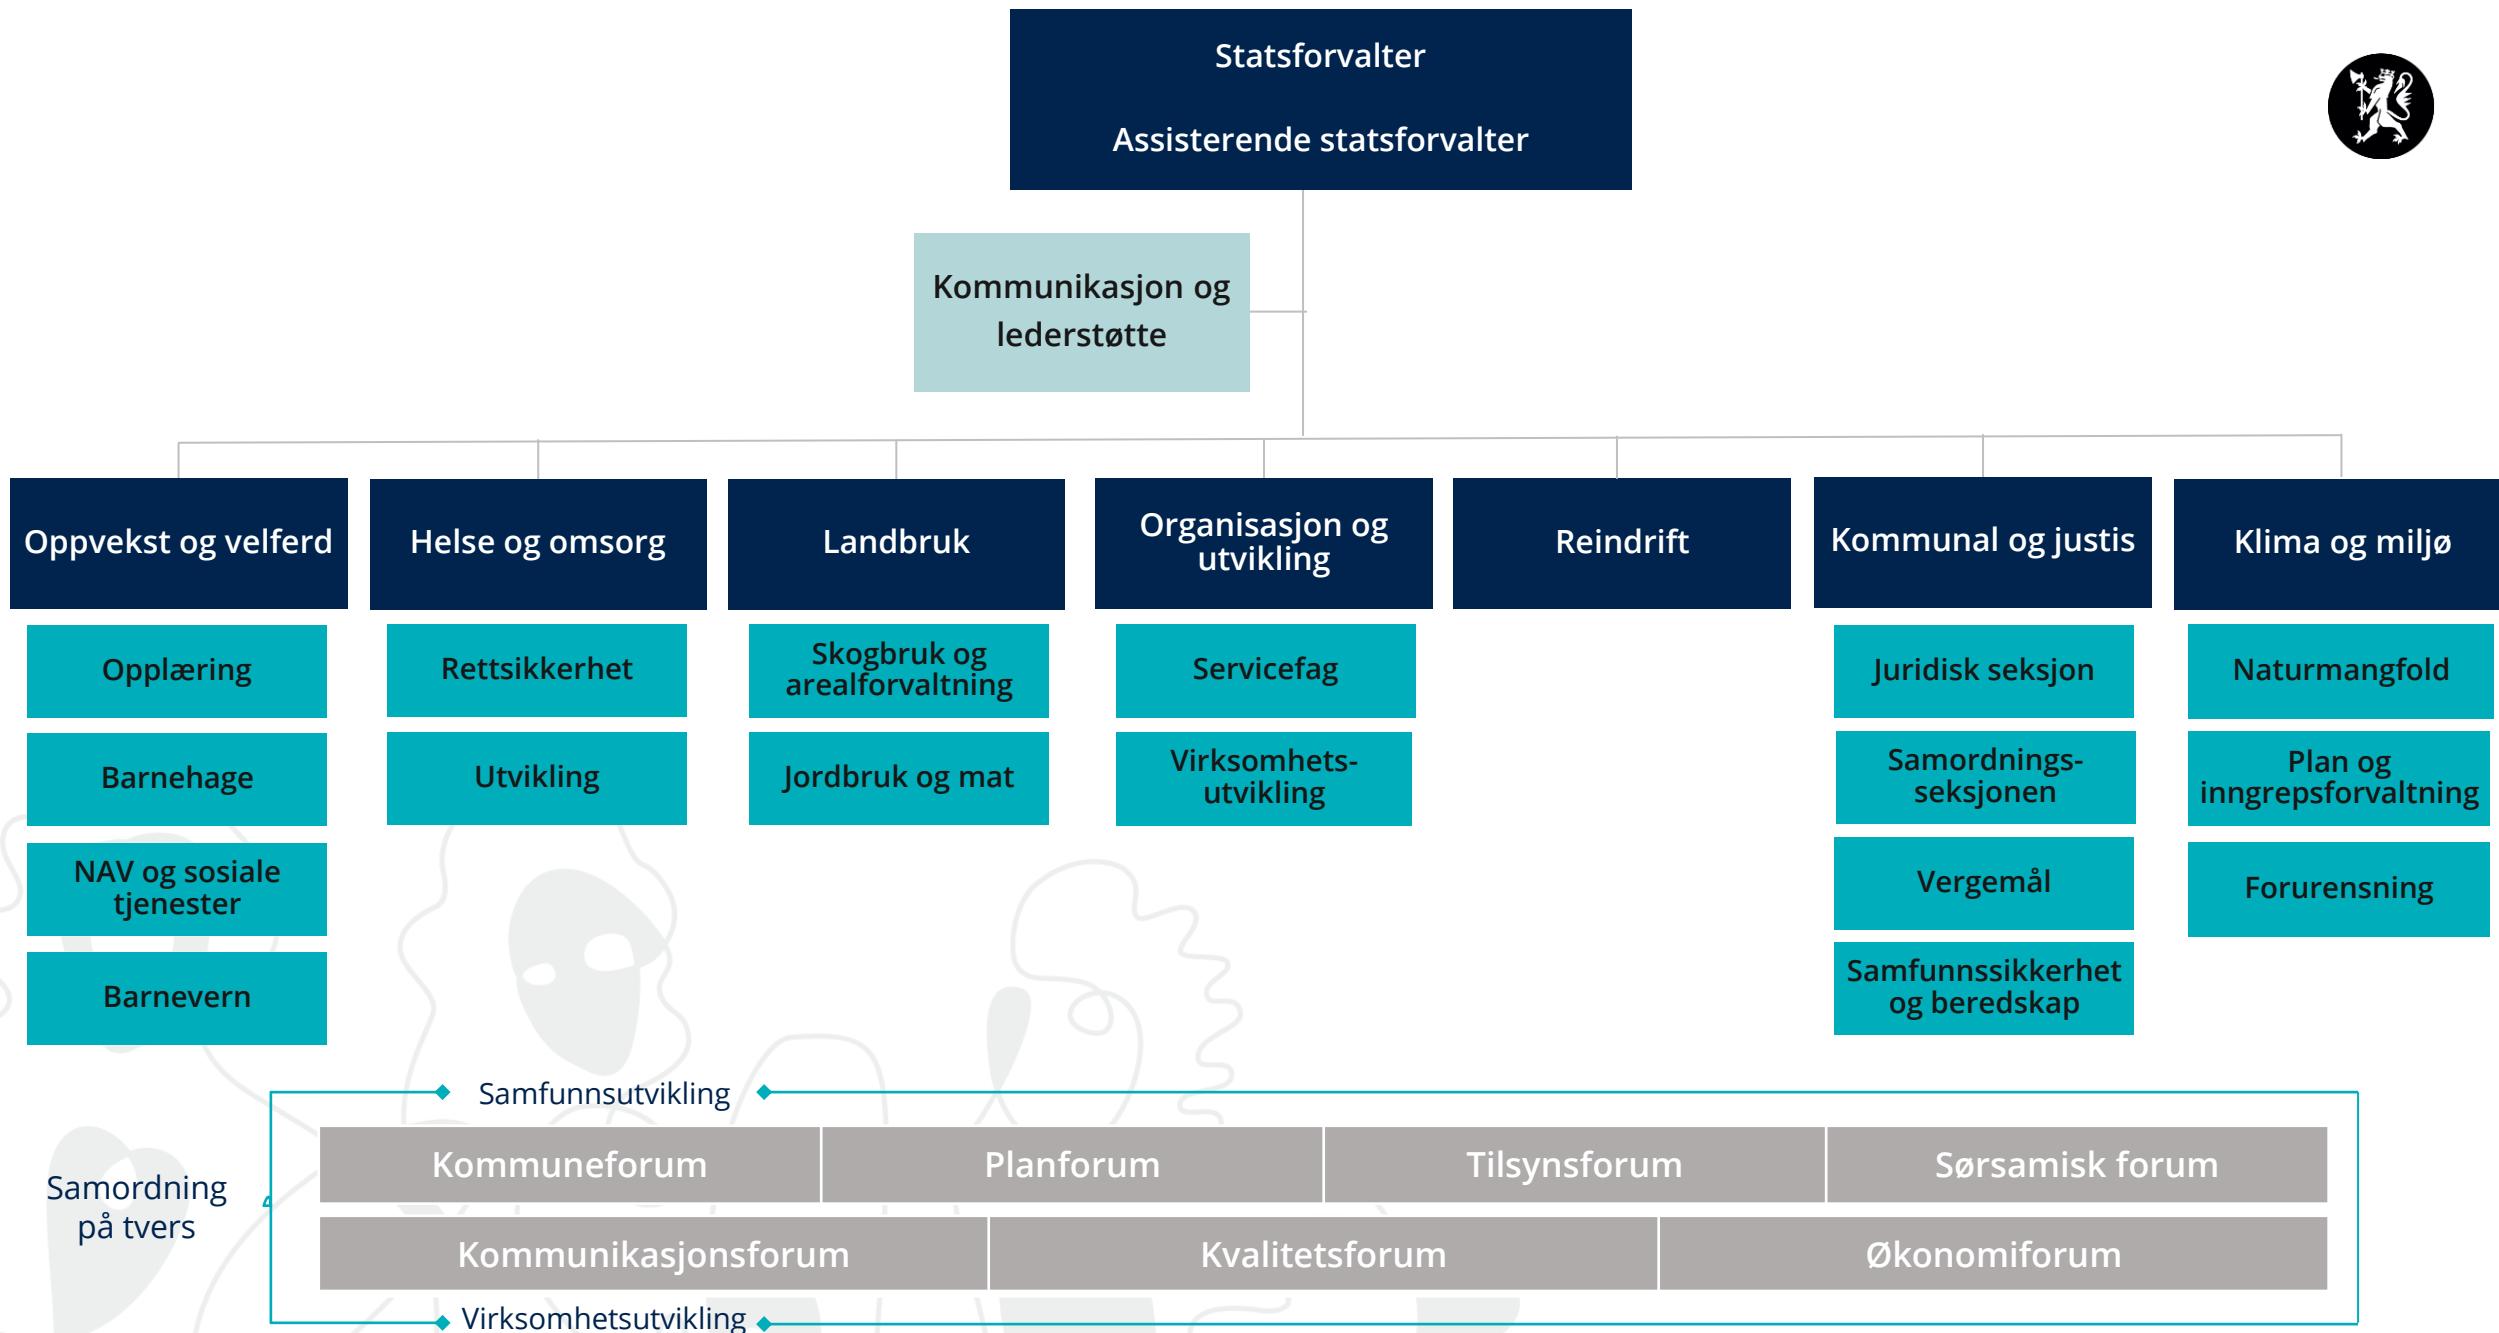 Statsforvalter
Assisterende statsforvalter
Kommunikasjon og
lederstøtte
Oppvekst og velferd
Helse og omsorg
Landbruk
Organisasjon og
utvikling
Reindrift
Kommunal og justis
Klima og miljø
Opplæring
Barnehage
NAV og sosiale
tjenester
Barnevern
Rettsikkerhet
Utvikling
Skogbruk og
arealforvaltning
Jordbruk og mat
Servicefag
Virksomhets-
utvikling
Juridisk seksjon
Samordnings-
seksjonen
Vergemål
Samfunnssikkerhet
og beredskap
Naturmangfold
Plan og
inngrepsforvaltning
Forurensning
Samordning
på tvers
Samfunnsutvikling
Kommuneforum
Planforum
Tilsynsforum
Sørsamisk forum
Kommunikasjonsforum
Kvalitetsforum
Økonomiforum
Virksomhetsutvikling